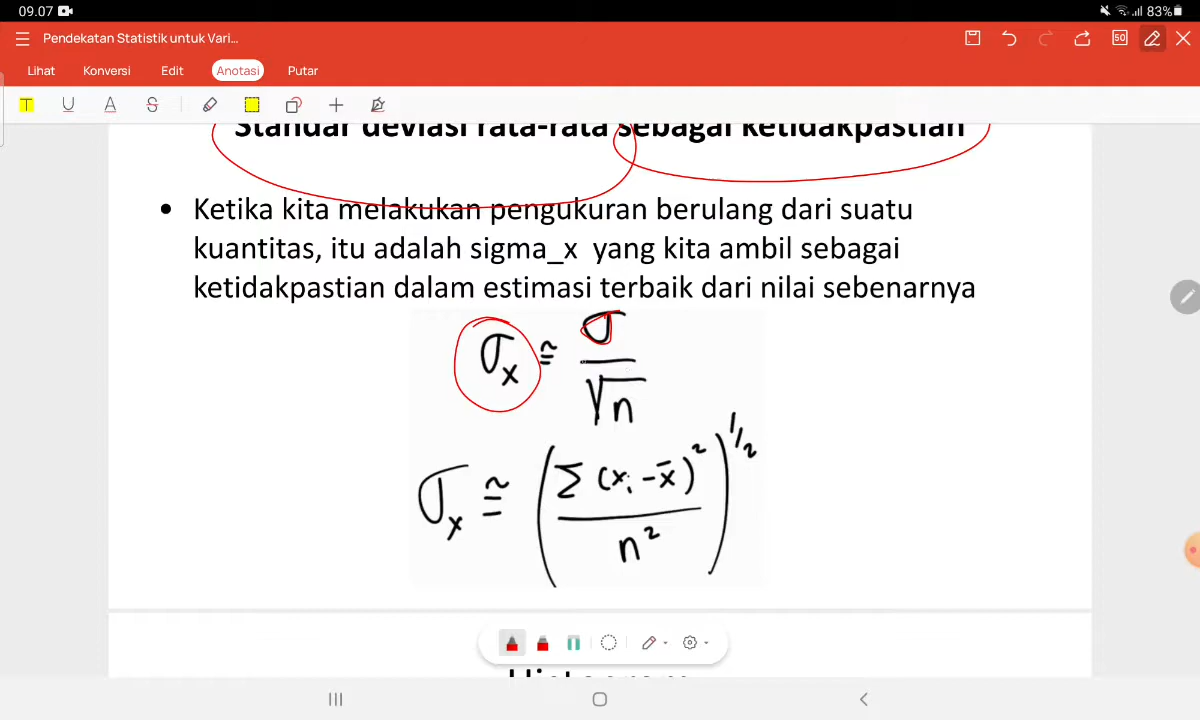 09.07 83%
Pendekatan Statistik untuk Vari... 50
Lihat Konversi Edit Anotasi Putar
T U A S
Standar deviasi rata-rata sebagai ketidakpastian
• Ketika kita melakukan pengukuran berulang dari suatu
kuantitas, itu adalah sigma_x yang kita ambil sebagai
ketidakpastian dalam estimasi terbaik dari nilai sebenarnya
σx ≅ σ / √n
σx ≅ (Σ (xi - x̄)² / n²)^1/2
Histogram